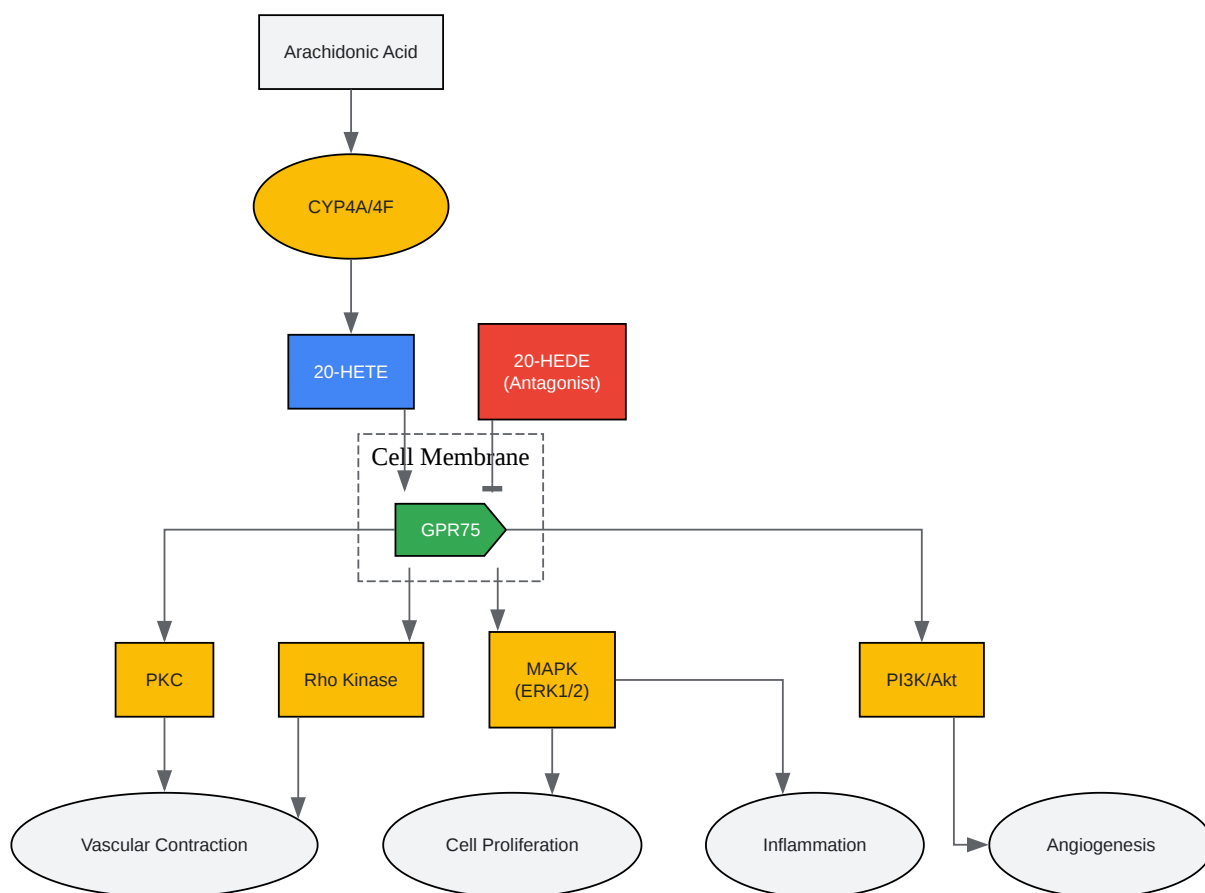 Arachidonic Acid
CYP4A/4F
20-HETE
20-HEDE
(Antagonist)
Cell Membrane
GPR75
PKC
Rho Kinase
MAPK
(ERK1/2)
PI3K/Akt
Vascular Contraction
Cell Proliferation
Inflammation
Angiogenesis